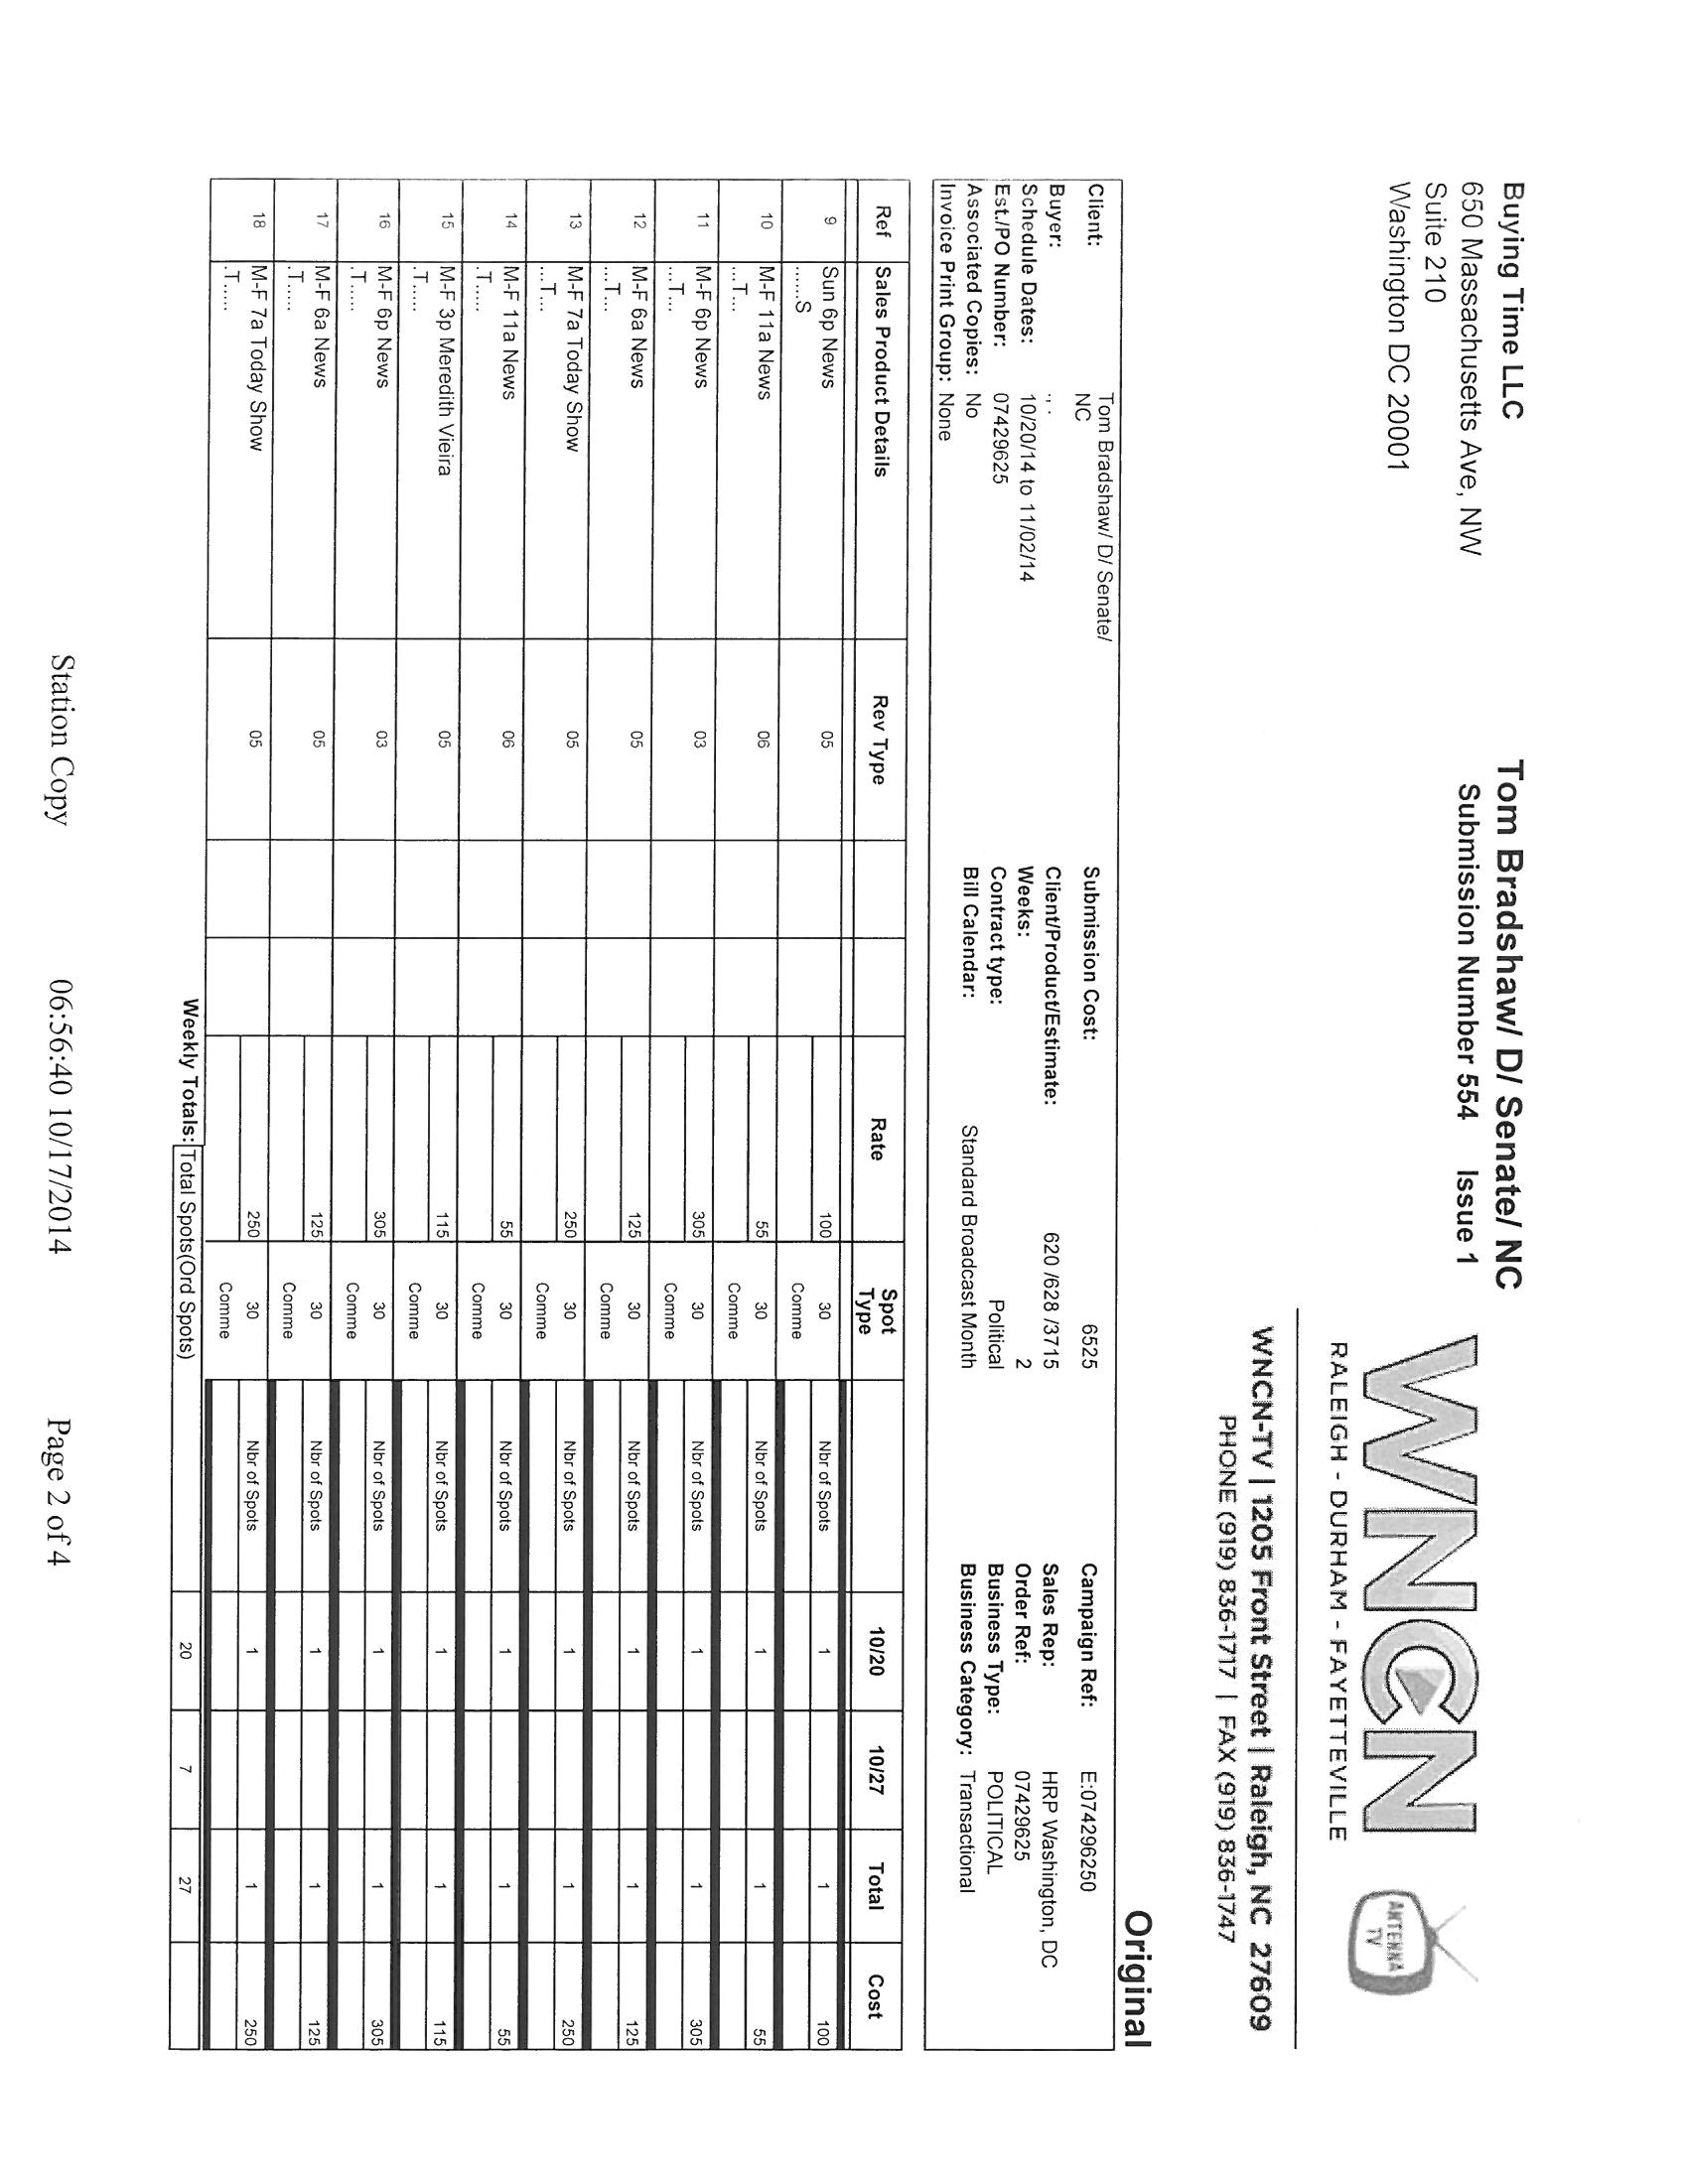 Buying Time LLC
650 Massachusetts Ave, NW
Suite 210
Washington DC 20001
Tom Bradshaw/ D/ Senate/ NC
Submission Number 554 Issue 1
WNCN
RALEIGH - DURHAM - FAYETTEVILLE
ANTENNA
TV
WNCN-TV | 1205 Front Street | Raleigh, NC 27609
PHONE (919) 836-1717 | FAX (919) 836-1747
Original
Client: Tom Bradshaw/ D/ Senate/
NC
Buyer: ., .
Schedule Dates: 10/20/14 to 11/02/14
Est./PO Number: 07429625
Associated Copies: No
Invoice Print Group: None
Submission Cost: 6525
Client/Product/Estimate: 620 /628 /3715
Weeks: 2
Contract type: Political
Bill Calendar: Standard Broadcast Month
Campaign Ref: E:074296250
Sales Rep: HRP Washington, DC
Order Ref: 07429625
Business Type: POLITICAL
Business Category: Transactional
Ref Sales Product Details Rev Type Rate Spot Type 10/20 10/27 Total Cost
9 Sun 6p News 05 100 30 Nbr of Spots 1 1 100
......S Comme
10 M-F 11a News 06 55 30 Nbr of Spots 1 1 55
...T... Comme
11 M-F 6p News 03 305 30 Nbr of Spots 1 1 305
...T... Comme
12 M-F 6a News 05 125 30 Nbr of Spots 1 1 125
...T... Comme
13 M-F 7a Today Show 05 250 30 Nbr of Spots 1 1 250
...T... Comme
14 M-F 11a News 06 55 30 Nbr of Spots 1 1 55
.T..... Comme
15 M-F 3p Meredith Vieira 05 115 30 Nbr of Spots 1 1 115
.T..... Comme
16 M-F 6p News 03 305 30 Nbr of Spots 1 1 305
.T..... Comme
17 M-F 6a News 05 125 30 Nbr of Spots 1 1 125
.T..... Comme
18 M-F 7a Today Show 05 250 30 Nbr of Spots 1 1 250
.T..... Comme
Weekly Totals: Total Spots(Ord Spots) 20 7 27
Station Copy 06:56:40 10/17/2014 Page 2 of 4